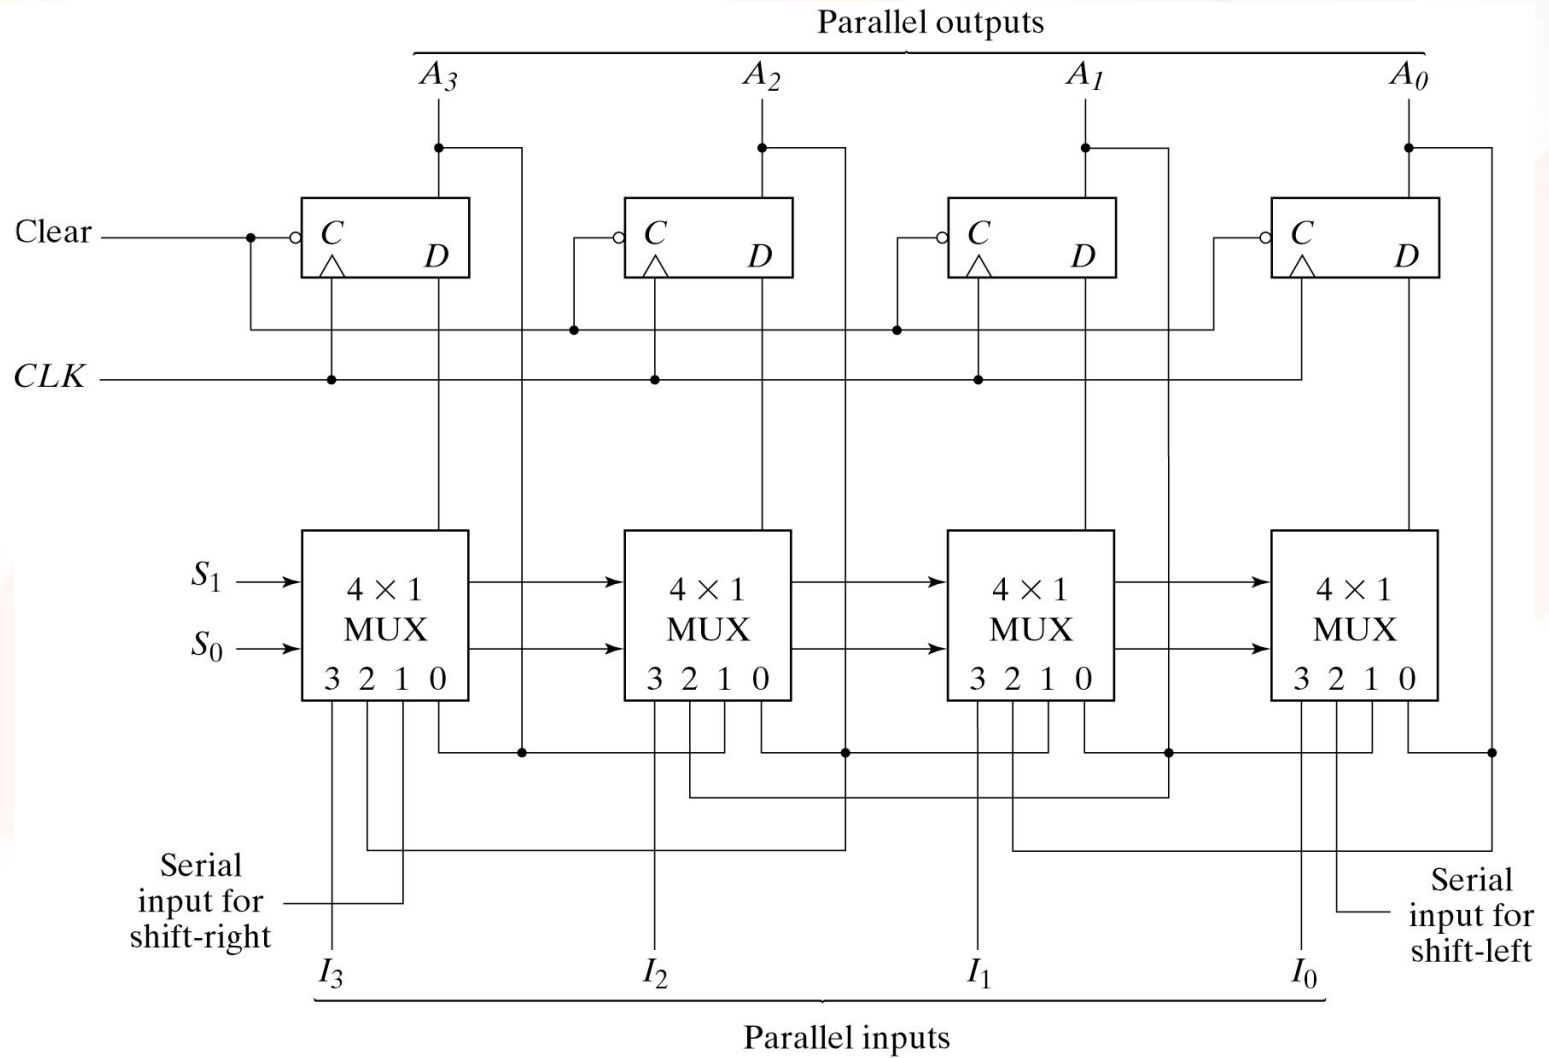 Parallel outputs
A3 A2 A1 A0
Clear C C C C
D D D D
CLK
S1 4 × 1 4 × 1 4 × 1 4 × 1
MUX MUX MUX MUX
S0
3 2 1 0 3 2 1 0 3 2 1 0 3 2 1 0
Serial
input for
shift-right
Serial
input for
shift-left
I3 I2 I1 I0
Parallel inputs